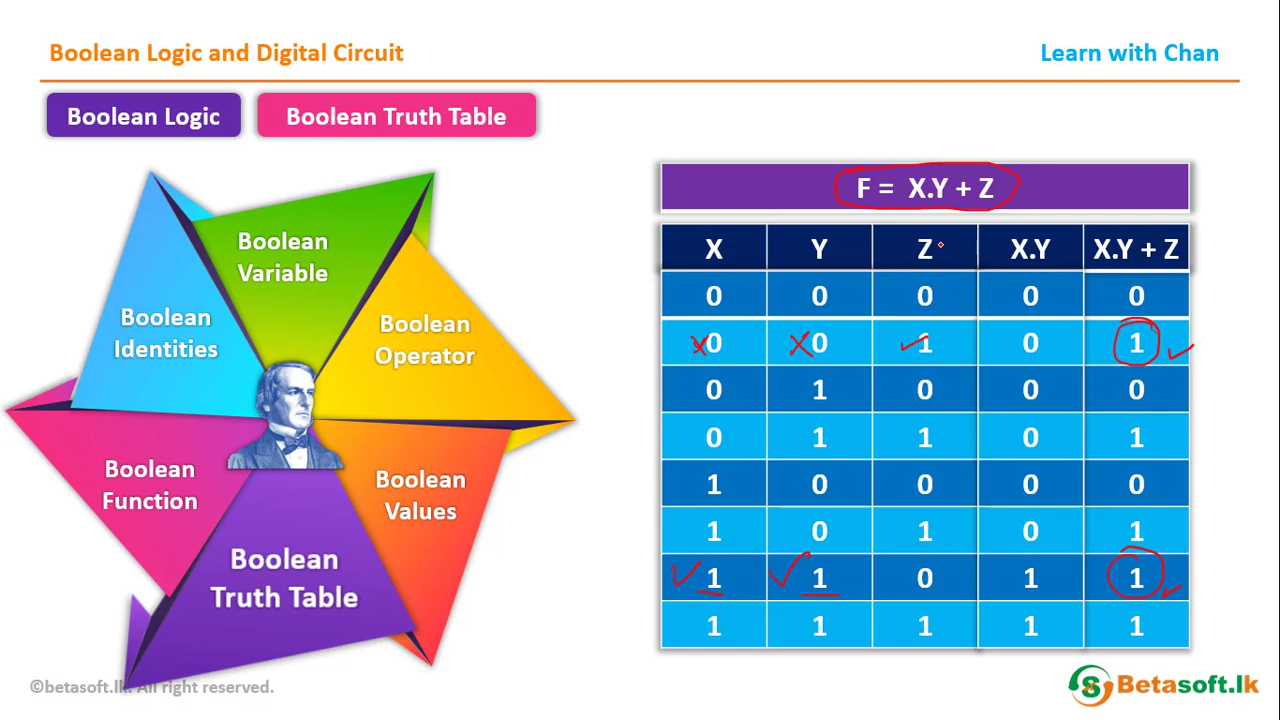 Boolean Logic and Digital Circuit
Learn with Chan
Boolean Logic
Boolean Truth Table
Boolean
Variable
Boolean
Operator
Boolean
Identities
Boolean
Function
Boolean
Values
Boolean
Truth Table
F = X.Y + Z
X Y Z X.Y X.Y + Z
0 0 0 0 0
0 0 1 0 1
0 1 0 0 0
0 1 1 0 1
1 0 0 0 0
1 0 1 0 1
1 1 0 1 1
1 1 1 1 1
©betasoft.lk. All right reserved.
Betasoft.lk